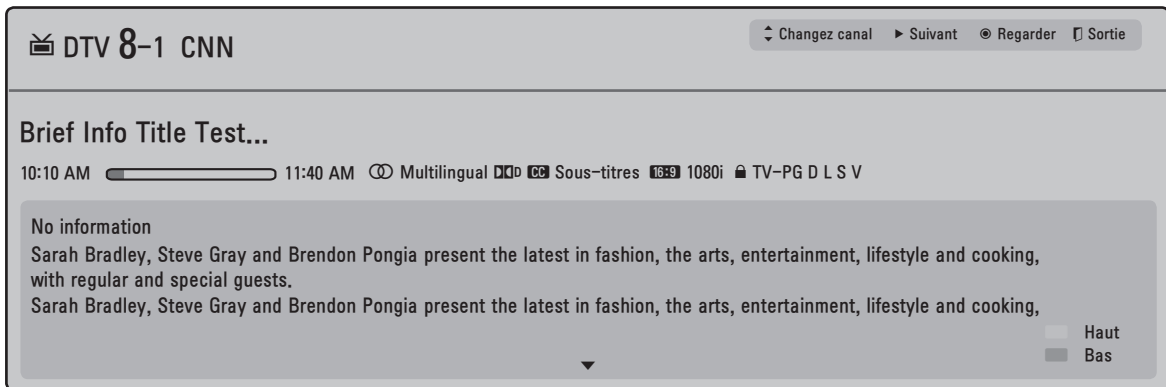 DTV 8-1 CNN
Changez canal Suivant Regarder Sortie
Brief Info Title Test...
10:10 AM 11:40 AM Multilingual DD D CC Sous-titres 16:9 1080i TV-PG D L S V
No information
Sarah Bradley, Steve Gray and Brendon Pongia present the latest in fashion, the arts, entertainment, lifestyle and cooking,
with regular and special guests.
Sarah Bradley, Steve Gray and Brendon Pongia present the latest in fashion, the arts, entertainment, lifestyle and cooking,
Haut
Bas